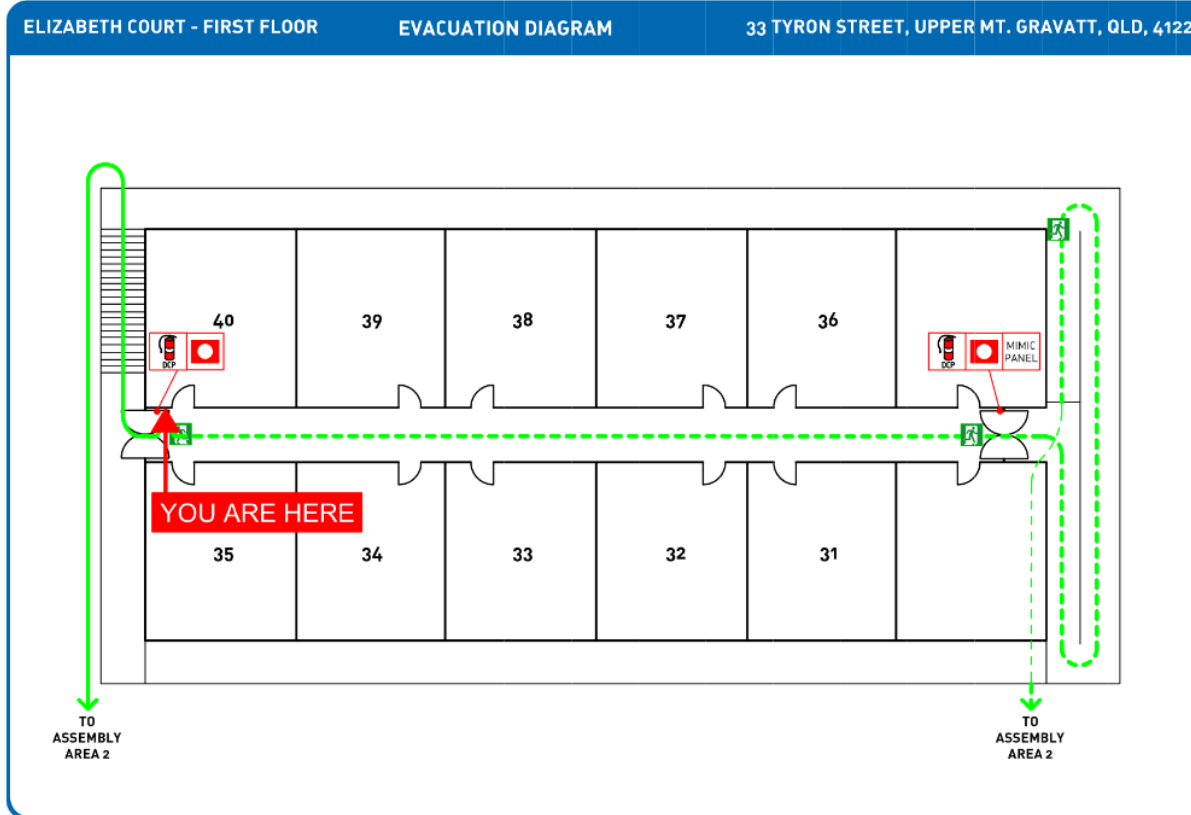 ELIZABETH COURT - FIRST FLOOR
EVACUATION DIAGRAM
33 TYRON STREET, UPPER MT. GRAVATT, QLD, 4122
40
39
38
37
36
DCP
DCP
MIMIC
PANEL
YOU ARE HERE
35
34
33
32
31
TO
ASSEMBLY
AREA 2
TO
ASSEMBLY
AREA 2